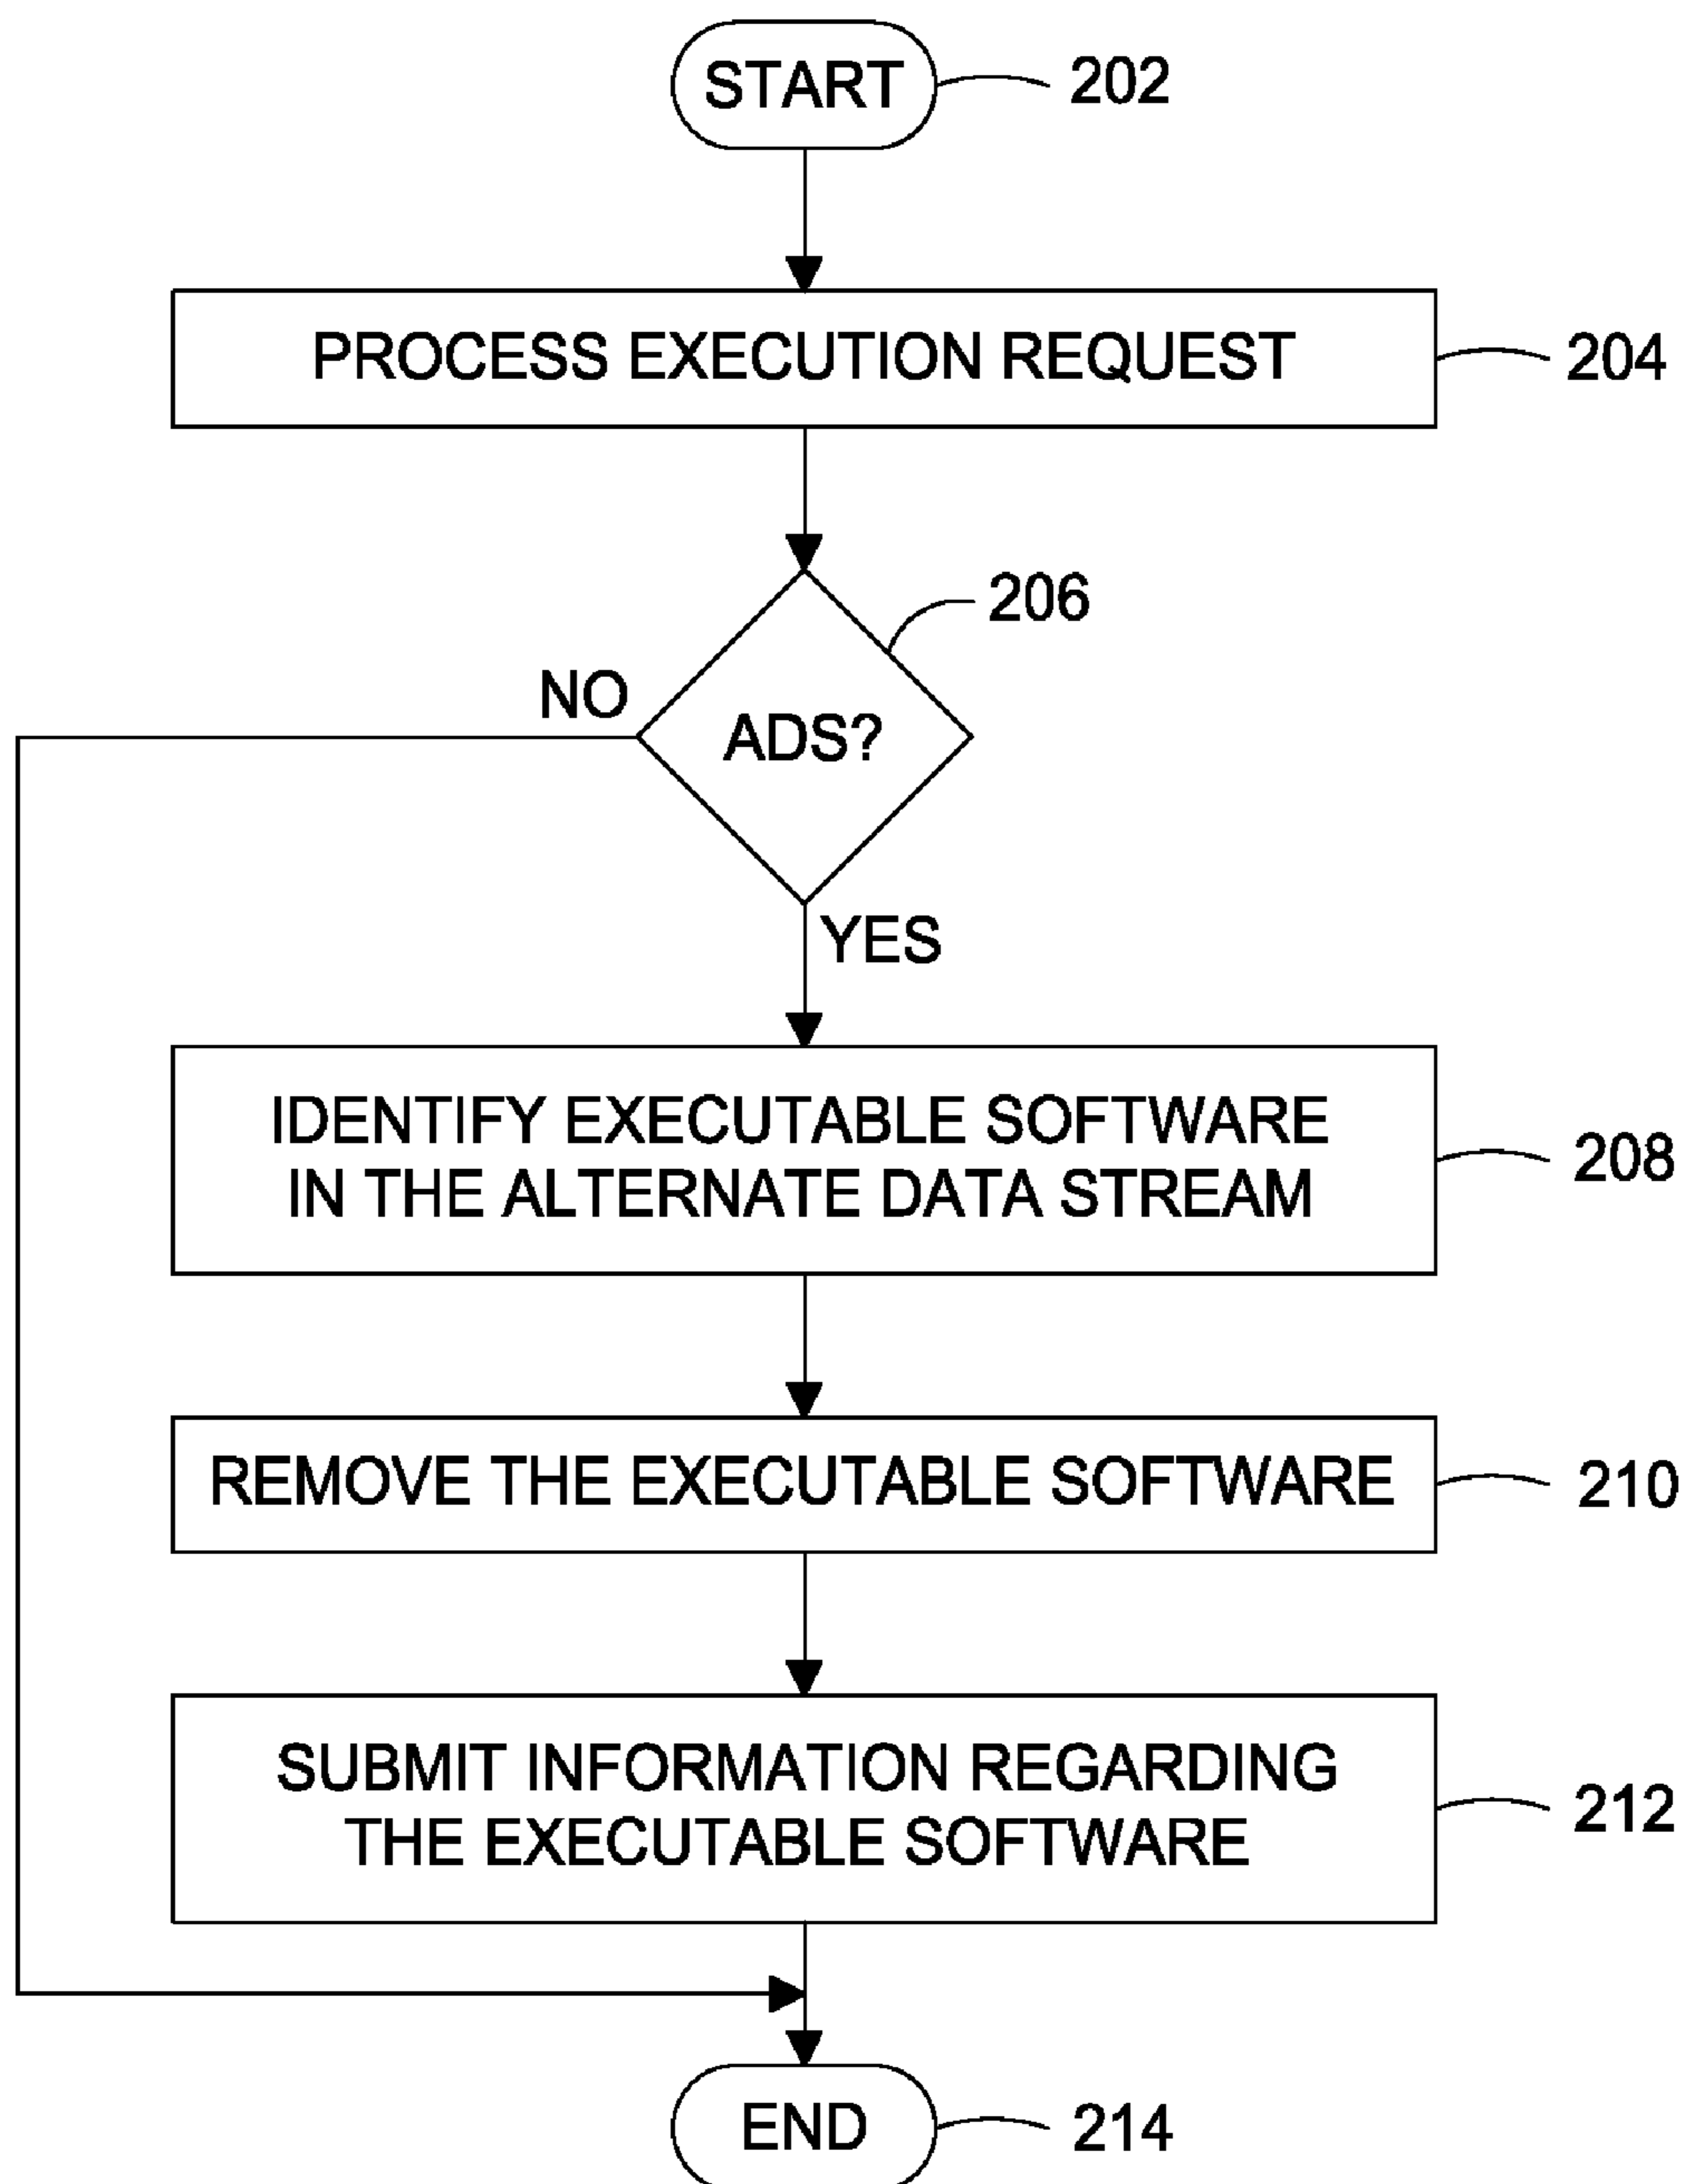 START
202
PROCESS EXECUTION REQUEST
204
206
NO
ADS?
YES
IDENTIFY EXECUTABLE SOFTWARE
IN THE ALTERNATE DATA STREAM
208
REMOVE THE EXECUTABLE SOFTWARE
210
SUBMIT INFORMATION REGARDING
THE EXECUTABLE SOFTWARE
212
END
214